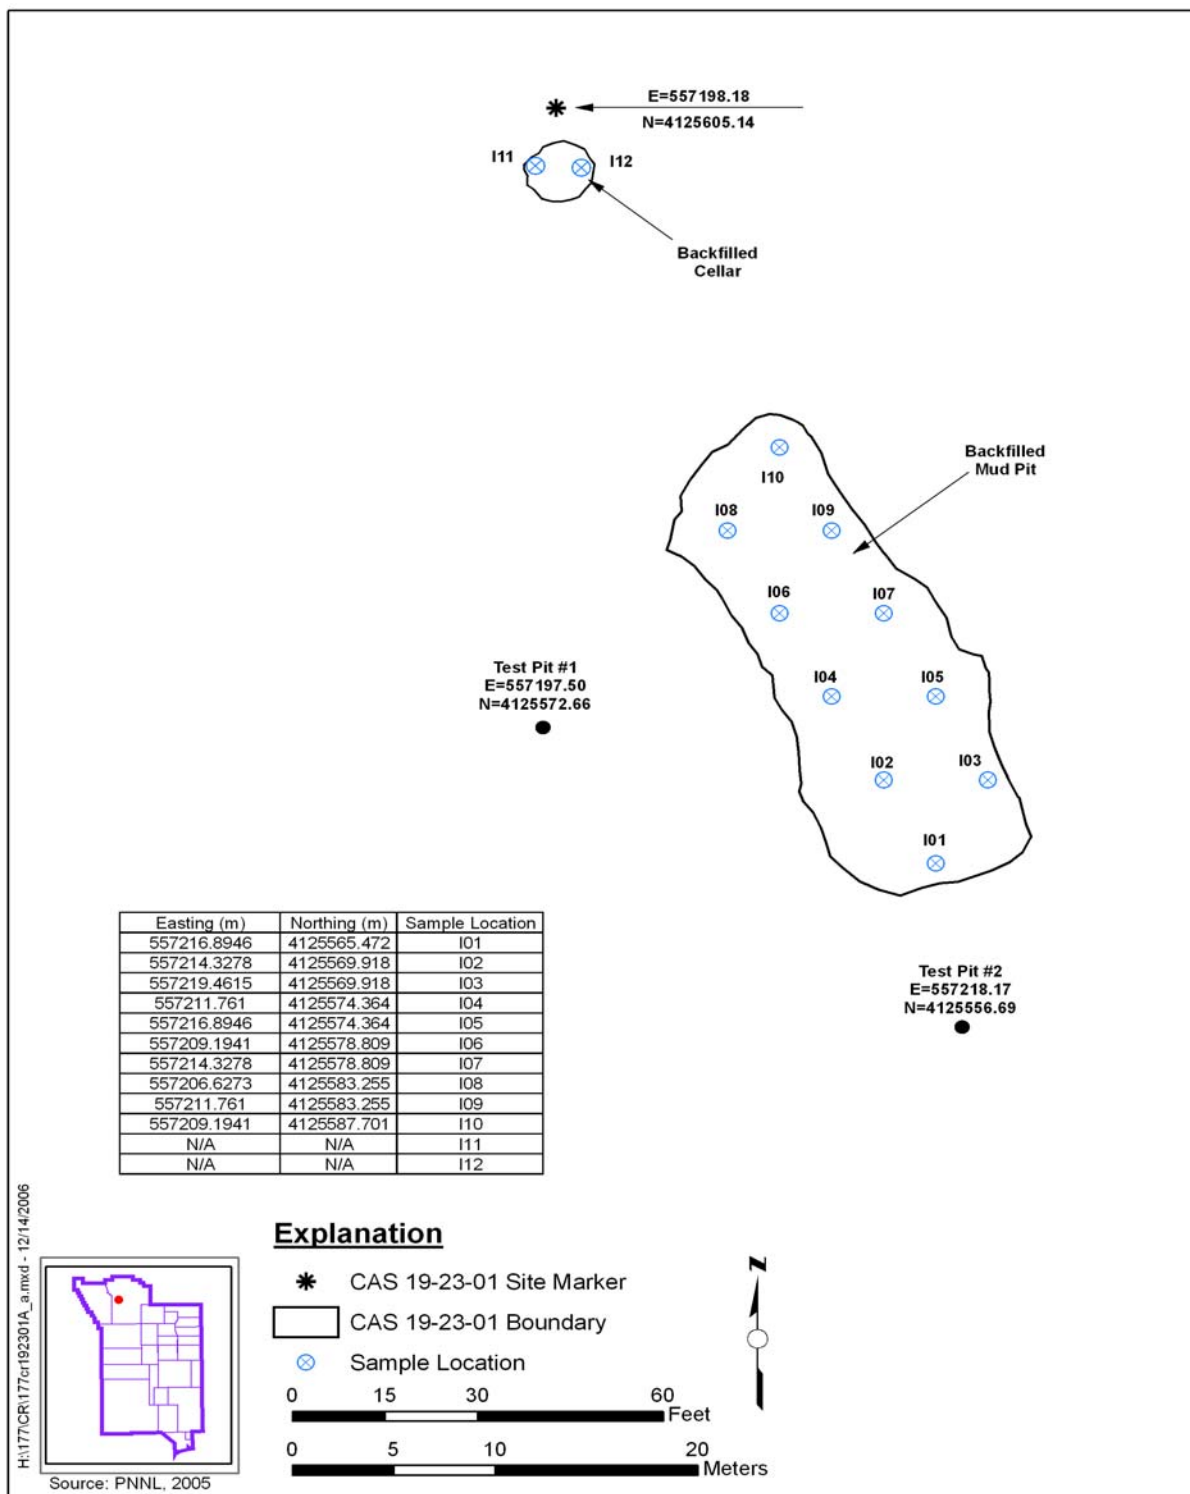 E=557198.18
N=4125605.14
I11
I12
Backfilled
Cellar
Backfilled
Mud Pit
I10
I08
I09
I06
I07
Test Pit #1
E=557197.50
N=4125572.66
I04
I05
I02
I03
I01
Easting (m) Northing (m) Sample Location
557216.8946 4125565.472 I01
557214.3278 4125569.918 I02
557219.4615 4125569.918 I03
557211.761 4125574.364 I04
557216.8946 4125574.364 I05
557209.1941 4125578.809 I06
557214.3278 4125578.809 I07
557206.6273 4125583.255 I08
557211.761 4125583.255 I09
557209.1941 4125587.701 I10
N/A N/A I11
N/A N/A I12
Test Pit #2
E=557218.17
N=4125556.69
H:\177\CR\177cr192301A_a.mxd - 12/14/2006
Source: PNNL, 2005
Explanation
CAS 19-23-01 Site Marker
CAS 19-23-01 Boundary
Sample Location
0 15 30 60
Feet
0 5 10 20
Meters
N